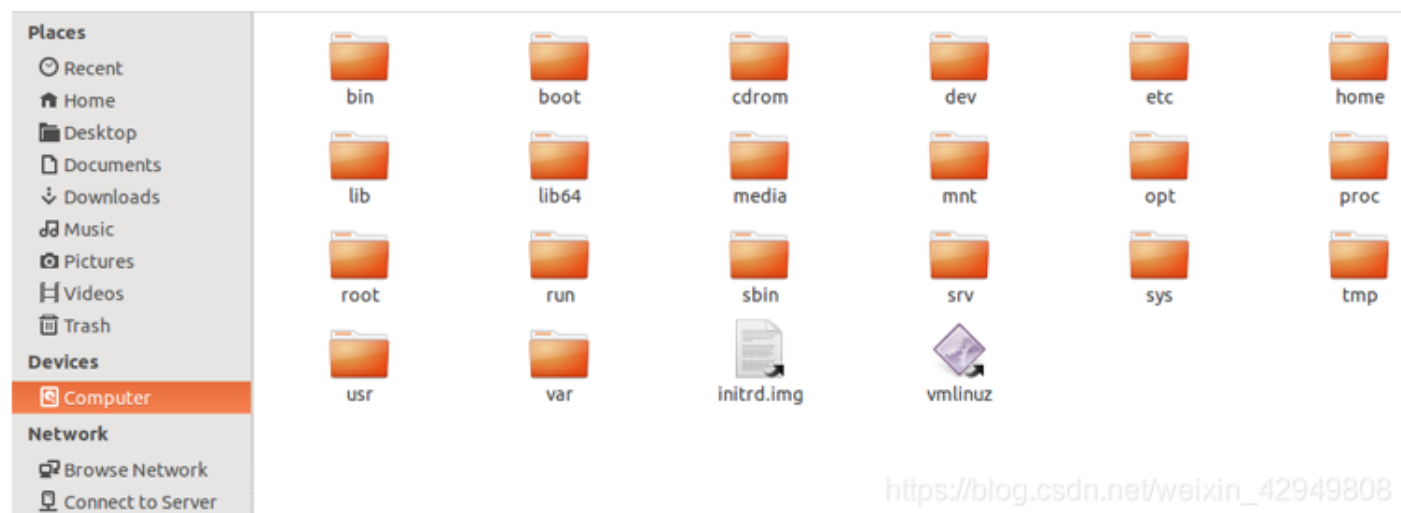 Places
Recent
Home
Desktop
Documents
Downloads
Music
Pictures
Videos
Trash
Devices
Computer
Network
Browse Network
Connect to Server
bin boot cdrom dev etc home
lib lib64 media mnt opt proc
root run sbin srv sys tmp
usr var initrd.img vmlinuz
https://blog.csdn.net/weixin_42949808